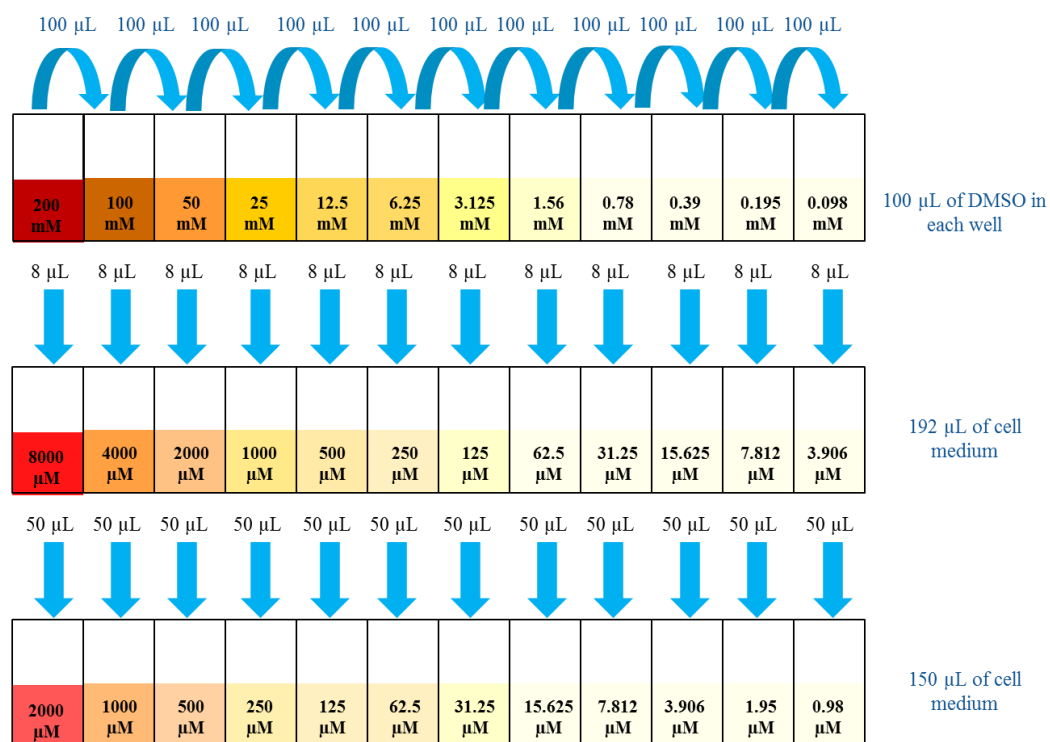 100 µL 100 µL 100 µL 100 µL 100 µL 100 µL 100 µL 100 µL 100 µL 100 µL 100 µL
200 mM
100 mM
50 mM
25 mM
12.5 mM
6.25 mM
3.125 mM
1.56 mM
0.78 mM
0.39 mM
0.195 mM
0.098 mM
100 µL of DMSO in
each well
8 µL 8 µL 8 µL 8 µL 8 µL 8 µL 8 µL 8 µL 8 µL 8 µL 8 µL 8 µL
8000 µM
4000 µM
2000 µM
1000 µM
500 µM
250 µM
125 µM
62.5 µM
31.25 µM
15.625 µM
7.812 µM
3.906 µM
192 µL of cell
medium
50 µL 50 µL 50 µL 50 µL 50 µL 50 µL 50 µL 50 µL 50 µL 50 µL 50 µL 50 µL
2000 µM
1000 µM
500 µM
250 µM
125 µM
62.5 µM
31.25 µM
15.625 µM
7.812 µM
3.906 µM
1.95 µM
0.98 µM
150 µL of cell
medium